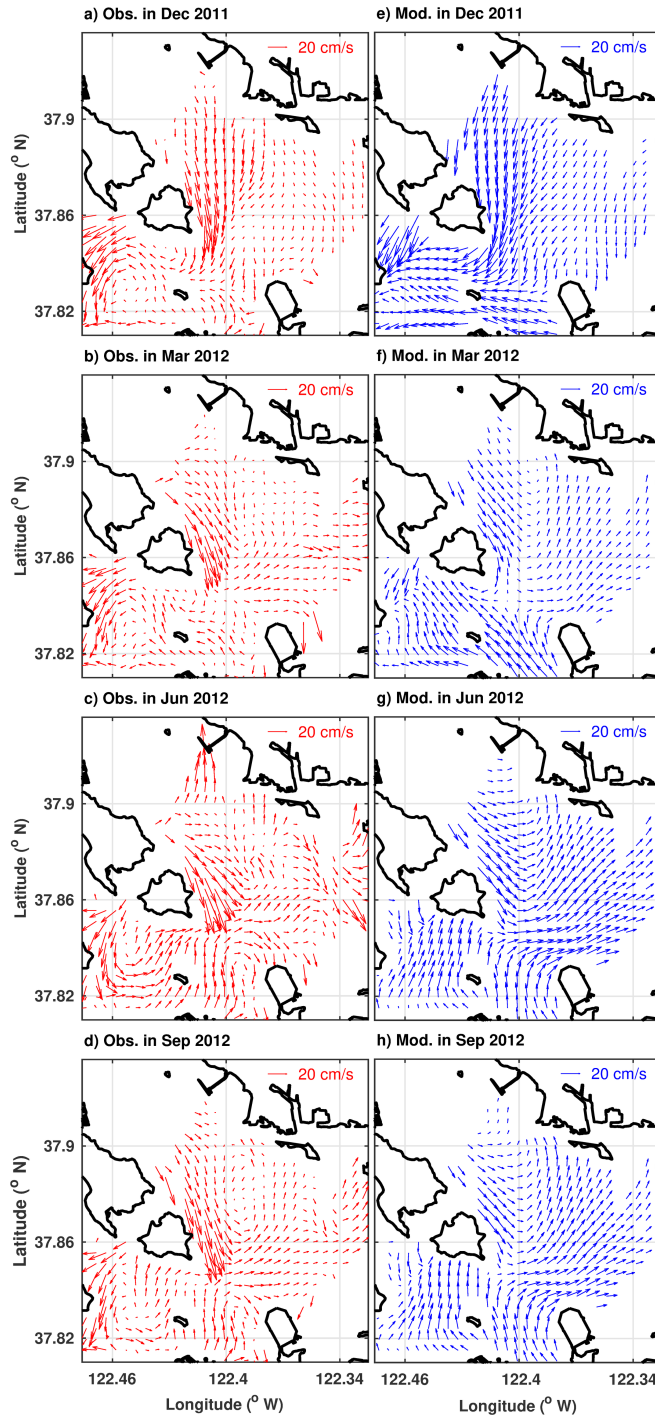 a) Obs. in Dec 2011
e) Mod. in Dec 2011
20 cm/s
20 cm/s
37.9
37.86
37.82
Latitude (° N)
Latitude (° N)
b) Obs. in Mar 2012
f) Mod. in Mar 2012
20 cm/s
20 cm/s
37.9
37.86
37.82
Latitude (° N)
Latitude (° N)
c) Obs. in Jun 2012
g) Mod. in Jun 2012
20 cm/s
20 cm/s
37.9
37.86
37.82
Latitude (° N)
Latitude (° N)
d) Obs. in Sep 2012
h) Mod. in Sep 2012
20 cm/s
20 cm/s
37.9
37.86
37.82
Latitude (° N)
Latitude (° N)
122.46 122.4 122.34
122.46 122.4 122.34
Longitude (° W)
Longitude (° W)